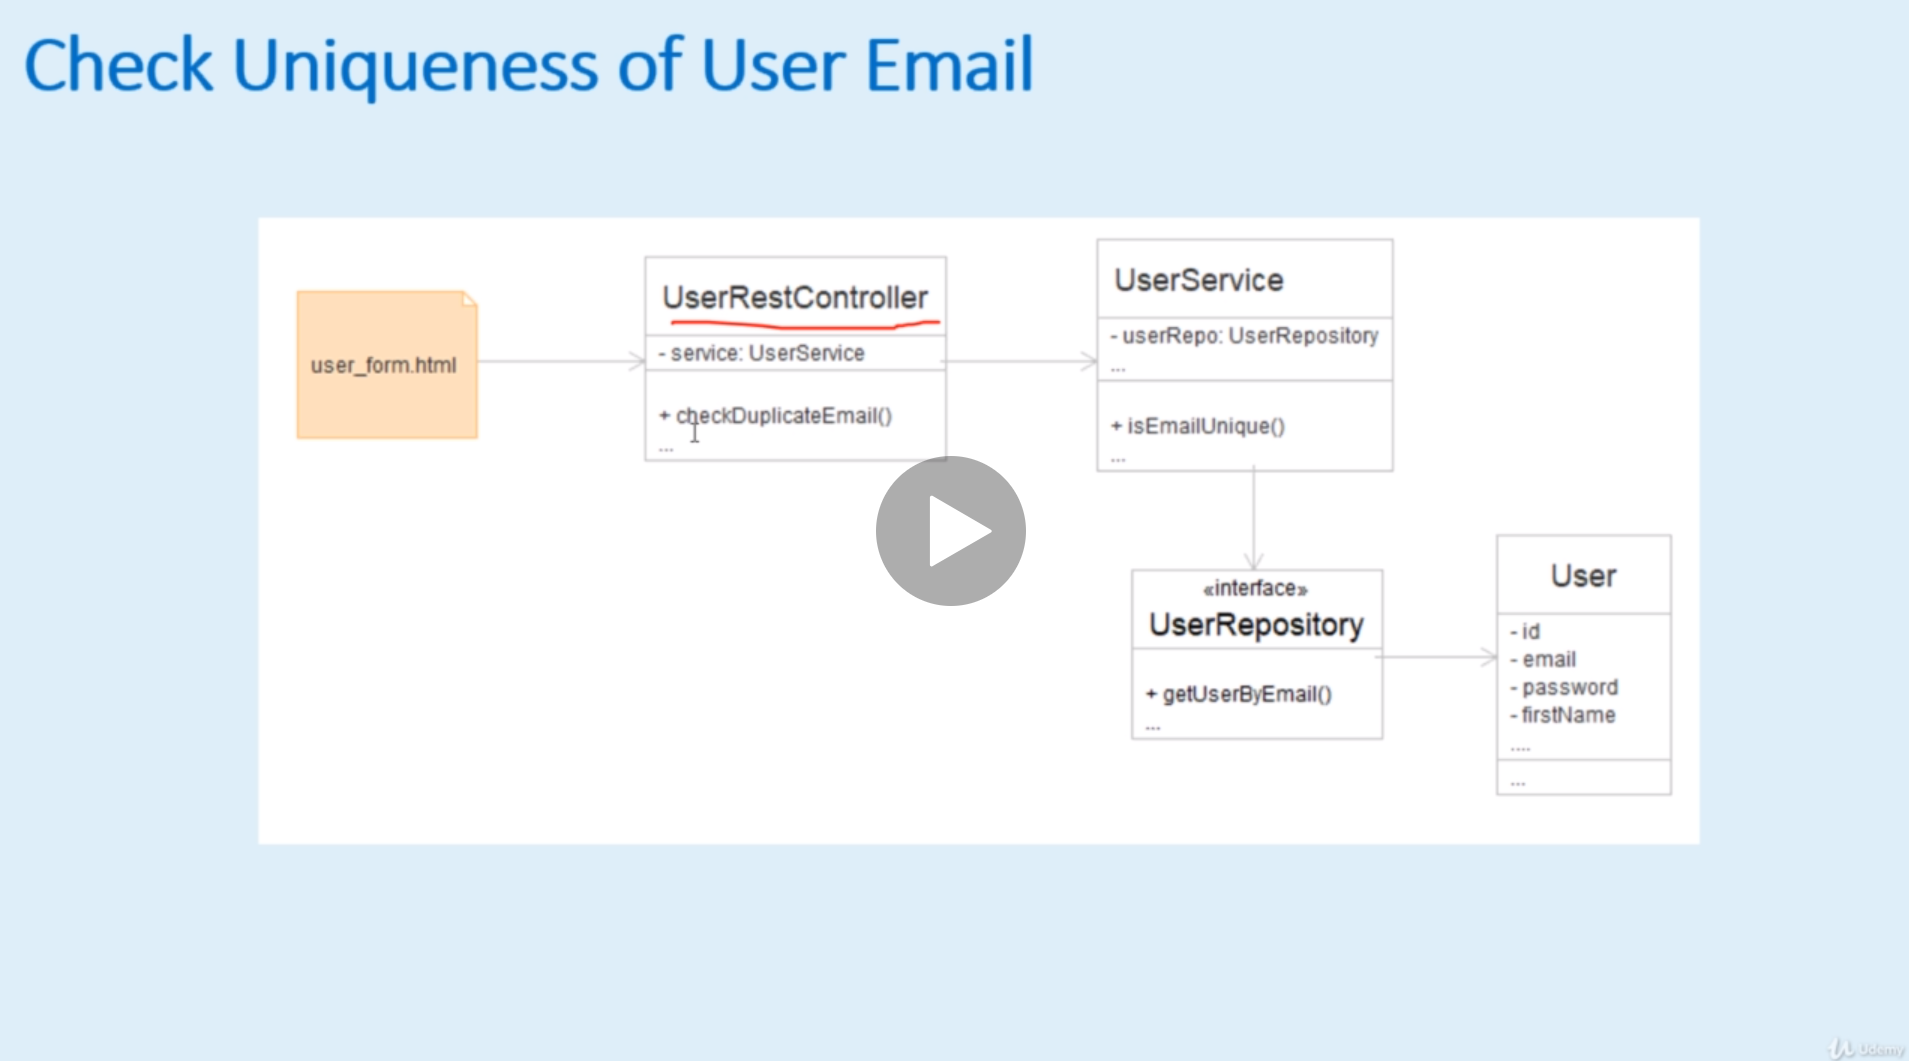 Check Uniqueness of User Email
user_form.html
UserRestController
- service: UserService
+ checkDuplicateEmail()
...
UserService
- userRepo: UserRepository
...
+ isEmailUnique()
...
«interface»
UserRepository
+ getUserByEmail()
...
User
- id
- email
- password
- firstName
....
...
Udemy